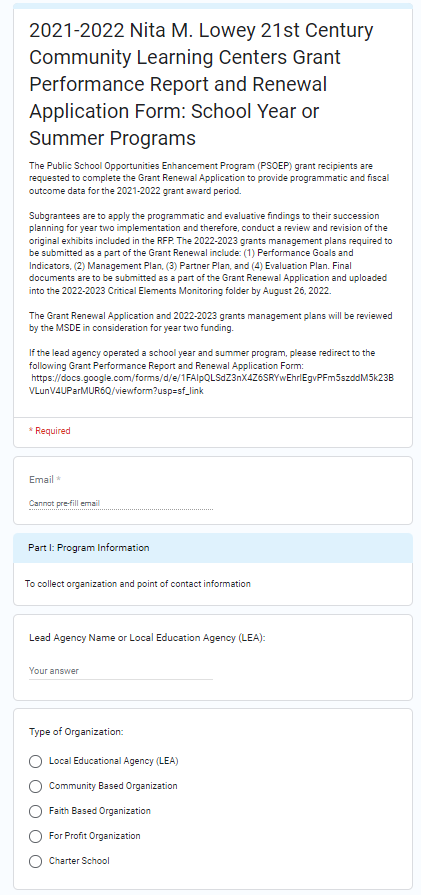 2021-2022 Nita M. Lowey 21st Century
Community Learning Centers Grant
Performance Report and Renewal
Application Form: School Year or
Summer Programs
The Public School Opportunities Enhancement Program (PSOEP) grant recipients are
requested to complete the Grant Renewal Application to provide programmatic and fiscal
outcome data for the 2021-2022 grant award period.
Subgrantees are to apply the programmatic and evaluative findings to their succession
planning for year two implementation and therefore, conduct a review and revision of the
original exhibits included in the RFP. The 2022-2023 grants management plans required to
be submitted as a part of the Grant Renewal include: (1) Performance Goals and
Indicators, (2) Management Plan, (3) Partner Plan, and (4) Evaluation Plan. Final
documents are to be submitted as a part of the Grant Renewal Application and uploaded
into the 2022-2023 Critical Elements Monitoring folder by August 26, 2022.
The Grant Renewal Application and 2022-2023 grants management plans will be reviewed
by the MSDE in consideration for year two funding.
If the lead agency operated a school year and summer program, please redirect to the
following Grant Performance Report and Renewal Application Form:
https://docs.google.com/forms/d/e/1FAIpQLSdZ3nX4Z6SRYwEhrIEgvPFm5szddM5k23B
VLunV4UParMUR6Q/viewform?usp=sf_link
* Required
Email *
Cannot pre-fill email
Part I: Program Information
To collect organization and point of contact information
Lead Agency Name or Local Education Agency (LEA):
Your answer
Type of Organization:
Local Educational Agency (LEA)
Community Based Organization
Faith Based Organization
For Profit Organization
Charter School